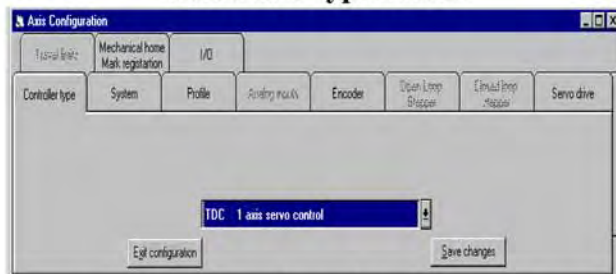 Axis Configuration
Travel limits
Mechanical home
Mark registration
I/O
Controller type
System
Profile
Analog inputs
Encoder
Open Loop
Stepper
Closed loop
stepper
Servo drive
TDC 1 axis servo control
Exit configuration
Save changes